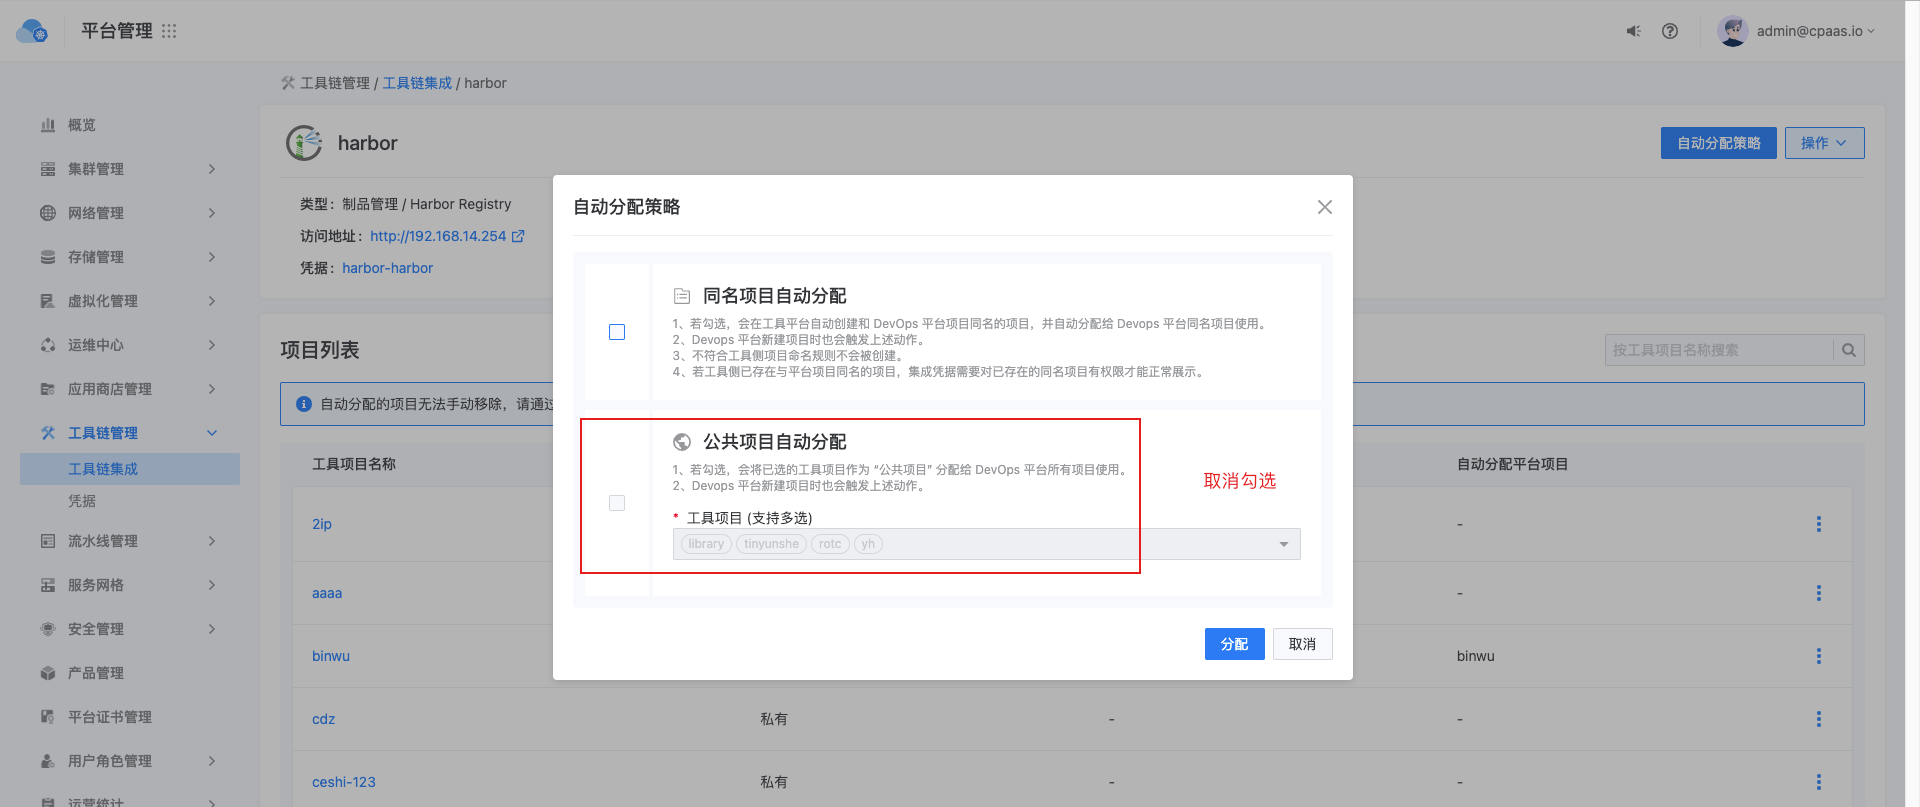 平台管理
admin@cpaas.io
工具链管理 / 工具链集成 / harbor
概览
集群管理
网络管理
存储管理
虚拟化管理
运维中心
应用商店管理
工具链管理
工具链集成
凭据
流水线管理
服务网格
安全管理
产品管理
平台证书管理
用户角色管理
运营统计
harbor
自动分配策略
操作
类型：制品管理 / Harbor Registry
访问地址：http://192.168.14.254
凭据：harbor-harbor
项目列表
按工具项目名称搜索
自动分配的项目无法手动移除，请通过
工具项目名称
自动分配平台项目
2ip
-
aaaa
-
binwu
binwu
cdz 私有 - -
ceshi-123 私有 - -
自动分配策略
同名项目自动分配
1、若勾选，会在工具平台自动创建和 DevOps 平台项目同名的项目，并自动分配给 Devops 平台同名项目使用。
2、Devops 平台新建项目时也会触发上述动作。
3、不符合工具侧项目命名规则不会被创建。
4、若工具侧已存在与平台项目同名的项目，集成凭据需要对已存在的同名项目有权限才能正常展示。
公共项目自动分配
1、若勾选，会将已选的工具项目作为 “公共项目” 分配给 DevOps 平台所有项目使用。
2、Devops 平台新建项目时也会触发上述动作。
* 工具项目 (支持多选)
library tinyunshe rotc yh
取消勾选
分配
取消